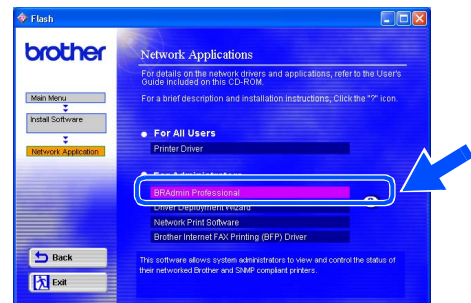 Flash
brother
Network Applications
For details on the network drivers and applications, refer to the User's
Guide included on this CD-ROM.
For a brief description and installation instructions, Click the "?" icon.
Main Menu
Install Software
Network Application
For All Users
Printer Driver
For Administrators
BRAdmin Professional
Driver Deployment Wizard
Network Print Software
Brother Internet FAX Printing (BFP) Driver
This software allows system administrators to view and control the status of
their networked Brother and SNMP compliant printers.
Back
Exit